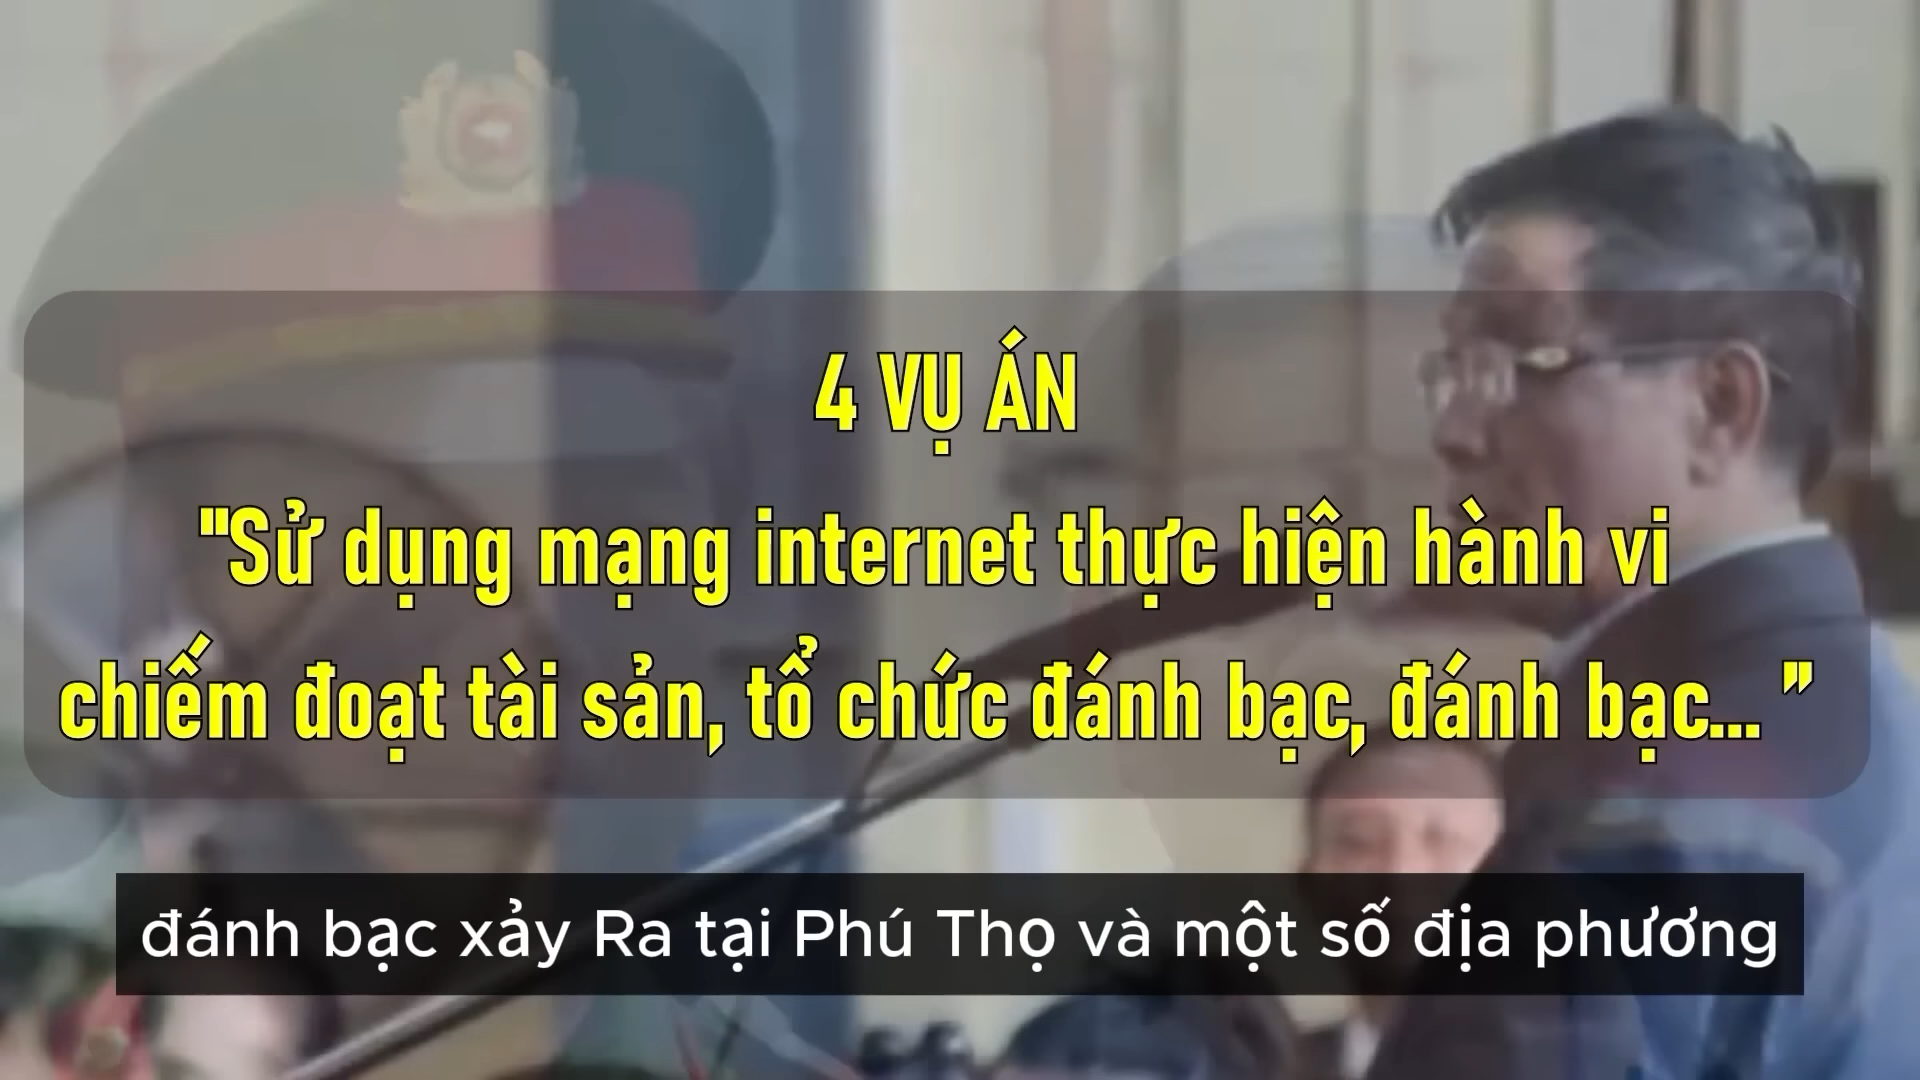 4 VỤ ÁN
"Sử dụng mạng internet thực hiện hành vi
chiếm đoạt tài sản, tổ chức đánh bạc, đánh bạc... ”
đánh bạc xảy Ra tại Phú Thọ và một số địa phương